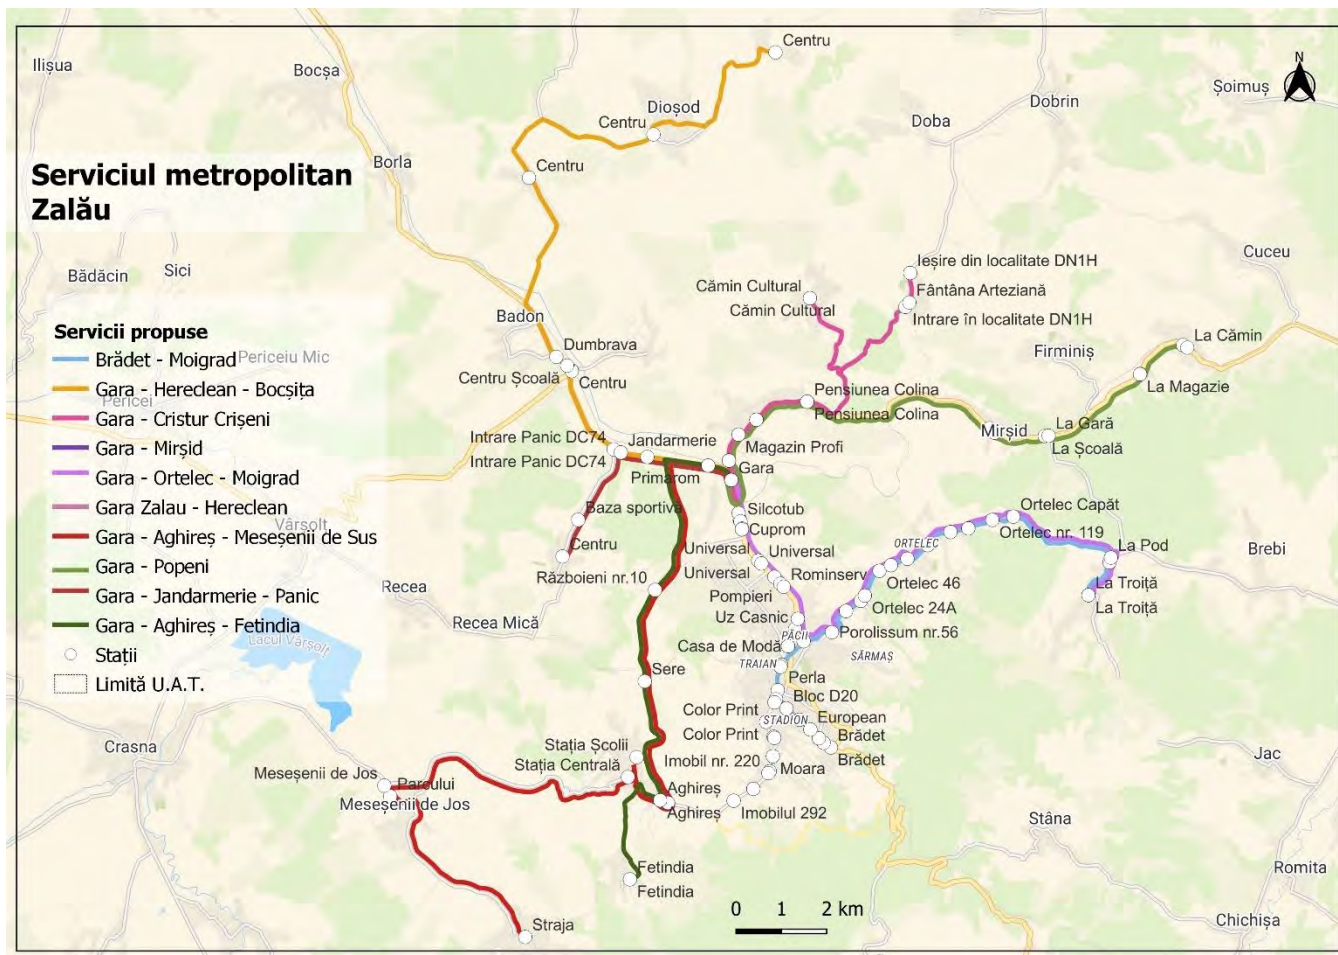 Centru
N
Ilișua
Bocșa
Șoimuș
Dioșod
Dobrin
Centru
Doba
Borla
Centru
Serviciul metropolitan
Zalău
Cuceu
Ieșire din localitate DN1H
Bădăcin
Sici
Cămin Cultural
Fântâna Arteziană
Cămin Cultural
Intrare în localitate DN1H
Badon
Servicii propuse
La Cămin
Dumbrava
Firminiș
Brădet - Moigrad
Periceiu Mic
Centru Școală
Centru
La Magazie
Gara - Hereclean - Bocșița
Pericei
Pensiunea Colina
Pensiunea Colina
Gara - Cristur Crișeni
La Gară
Mirșid
Intrare Panic DC74
Jandarmerie
Magazin Profi
La Școală
Gara - Mirșid
Intrare Panic DC74
Gara
Primarom
Gara - Ortelec - Moigrad
Ortelec Capăt
Gara Zalau - Hereclean
Baza sportivă
Silcotub
Vârșolt
Cuprom
Ortelec nr. 119
Gara - Aghireș - Meseșenii de Sus
ORTELEC
La Pod
Centru
Universal
Universal
Brebi
Gara - Popeni
Războieni nr.10
Universal
Rominserv
Ortelec 46
La Troiță
Recea
Pompieri
Gara - Jandarmerie - Panic
Ortelec 24A
La Troiță
Recea Mică
Uz Casnic
Gara - Aghireș - Fetindia
PĂCII
Porolissum nr.56
Lacul Vârșolt
Casa de Modă
Stații
SĂRMAȘ
TRAIAN
Sere
Perla
Limită U.A.T.
Bloc D20
Color Print
European
STADION
Color Print
Brădet
Crasna
Stația Școlii
Imobil nr. 220
Brădet
Jac
Stația Centrală
Moara
Meseșenii de Jos
Parcului
Aghireș
Meseșenii de Jos
Aghireș
Imobilul 292
Stâna
Fetindia
Romita
Fetindia
0 1 2 km
Straja
Chichișa